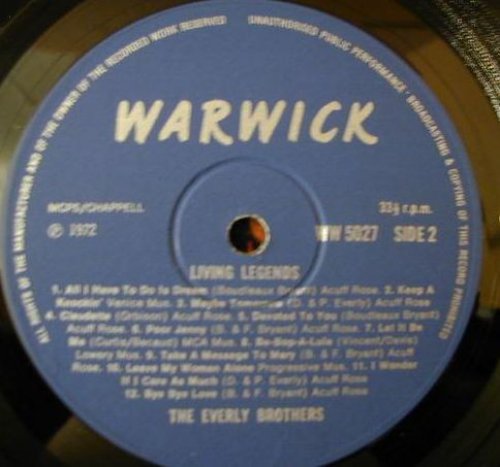 ALL RIGHTS OF THE MANUFACTURER AND OF THE OWNER OF THE RECORDED WORK RESERVED
UNAUTHORISED PUBLIC PERFORMANCE · BROADCASTING & COPYING OF THIS RECORD PROHIBITED
WARWICK
MCPS/CHAPPELL
33⅓ r.p.m.
℗ 1972
WW 5027 SIDE 2
LIVING LEGENDS
1. All I Have To Do Is Dream (Boudleaux Bryant) Acuff Rose 2. Keep A
Knockin' Venice Mus. 3. Maybe Tomorrow (D. & P. Everly) Acuff Rose
4. Claudette (Orbison) Acuff Rose 5. Devoted To You (Boudleaux Bryant)
Acuff Rose 6. Poor Jenny (B. & F. Bryant) Acuff Rose 7. Let It Be
Me (Curtis/Becaud) MCA Mus. 8. Be-Bop-A-Lula (Vincent/Davis)
Lowery Mus. 9. Take A Message To Mary (B. & F. Bryant) Acuff Rose
10. Leave My Woman Alone Progressive Mus. 11. I Wonder
If I Care As Much (D. & P. Everly) Acuff Rose
12. Bye Bye Love (B. & F. Bryant) Acuff Rose
THE EVERLY BROTHERS